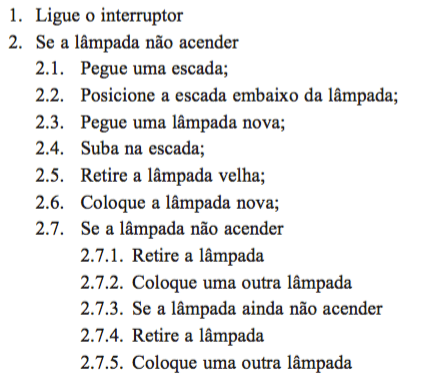 1. Ligue o interruptor
2. Se a lâmpada não acender
2.1. Pegue uma escada;
2.2. Posicione a escada embaixo da lâmpada;
2.3. Pegue uma lâmpada nova;
2.4. Suba na escada;
2.5. Retire a lâmpada velha;
2.6. Coloque a lâmpada nova;
2.7. Se a lâmpada não acender
2.7.1. Retire a lâmpada
2.7.2. Coloque uma outra lâmpada
2.7.3. Se a lâmpada ainda não acender
2.7.4. Retire a lâmpada
2.7.5. Coloque uma outra lâmpada